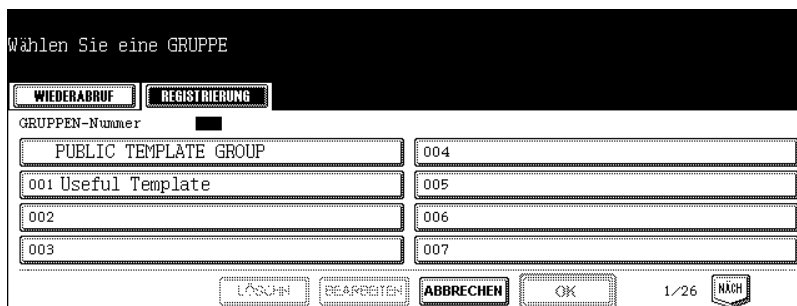 Wählen Sie eine GRUPPE
WIEDERABRUF REGISTRIERUNG
GRUPPEN-Nummer
PUBLIC TEMPLATE GROUP 004
001 Useful Template 005
002 006
003 007
LÖSCHN BEARBEITEN ABBRECHEN OK 1/26 NÄCH